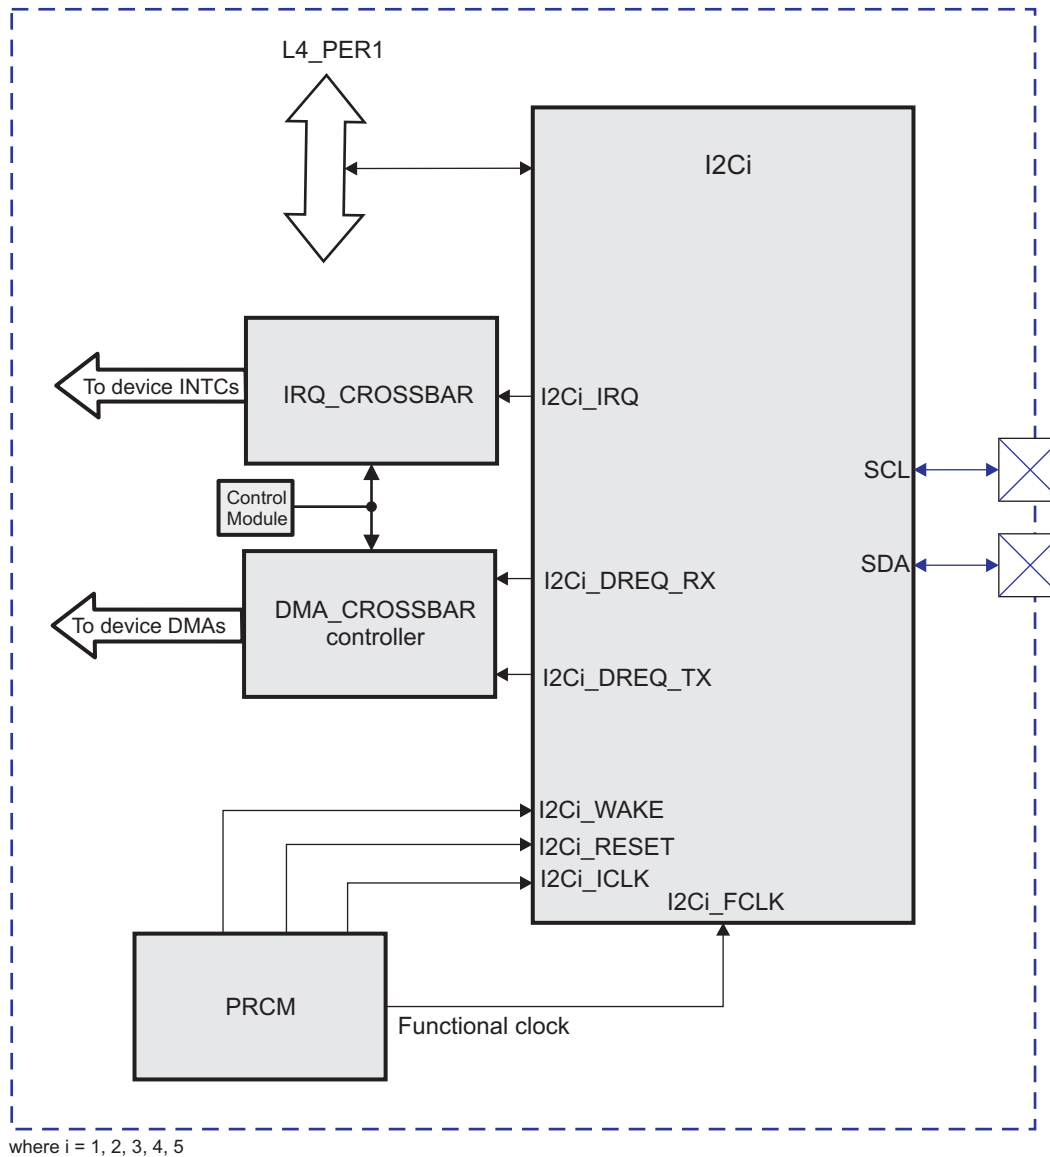 L4_PER1
I2Ci
To device INTCs
IRQ_CROSSBAR
I2Ci_IRQ
SCL
Control
Module
SDA
I2Ci_DREQ_RX
DMA_CROSSBAR
controller
To device DMAs
I2Ci_DREQ_TX
I2Ci_WAKE
I2Ci_RESET
I2Ci_ICLK
I2Ci_FCLK
PRCM
Functional clock
where i = 1, 2, 3, 4, 5